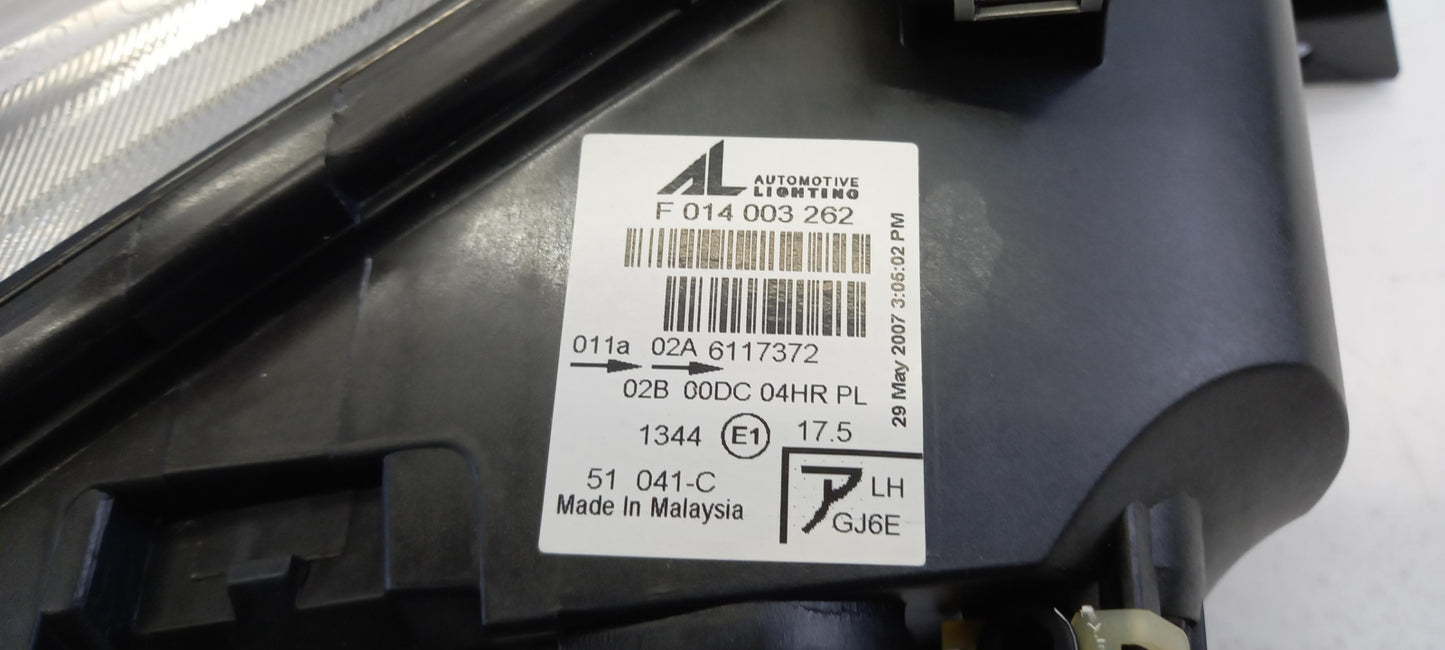 AL AUTOMOTIVE
LIGHTING
F 014 003 262
29 May 2007 3:05:02 PM
011a 02A 6117372
02B 00DC 04HR PL
1344 E1 17.5
51 041-C
Made In Malaysia
LH
GJ6E